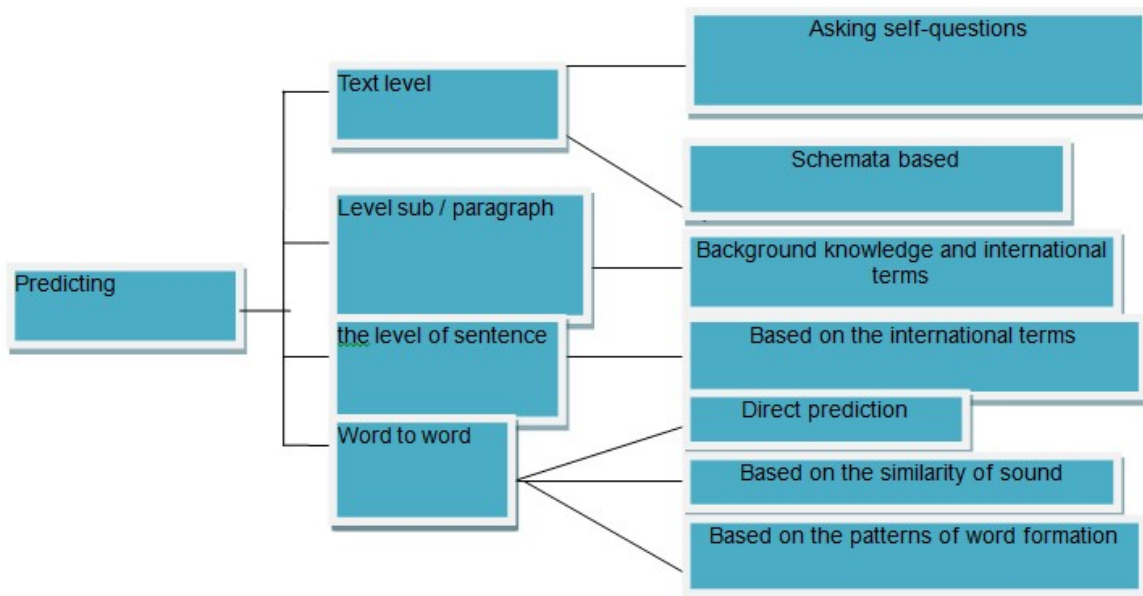 Predicting
Text level
Asking self-questions
Schemata based
Level sub / paragraph
Background knowledge and international
terms
the level of sentence
Based on the international terms
Word to word
Direct prediction
Based on the similarity of sound
Based on the patterns of word formation